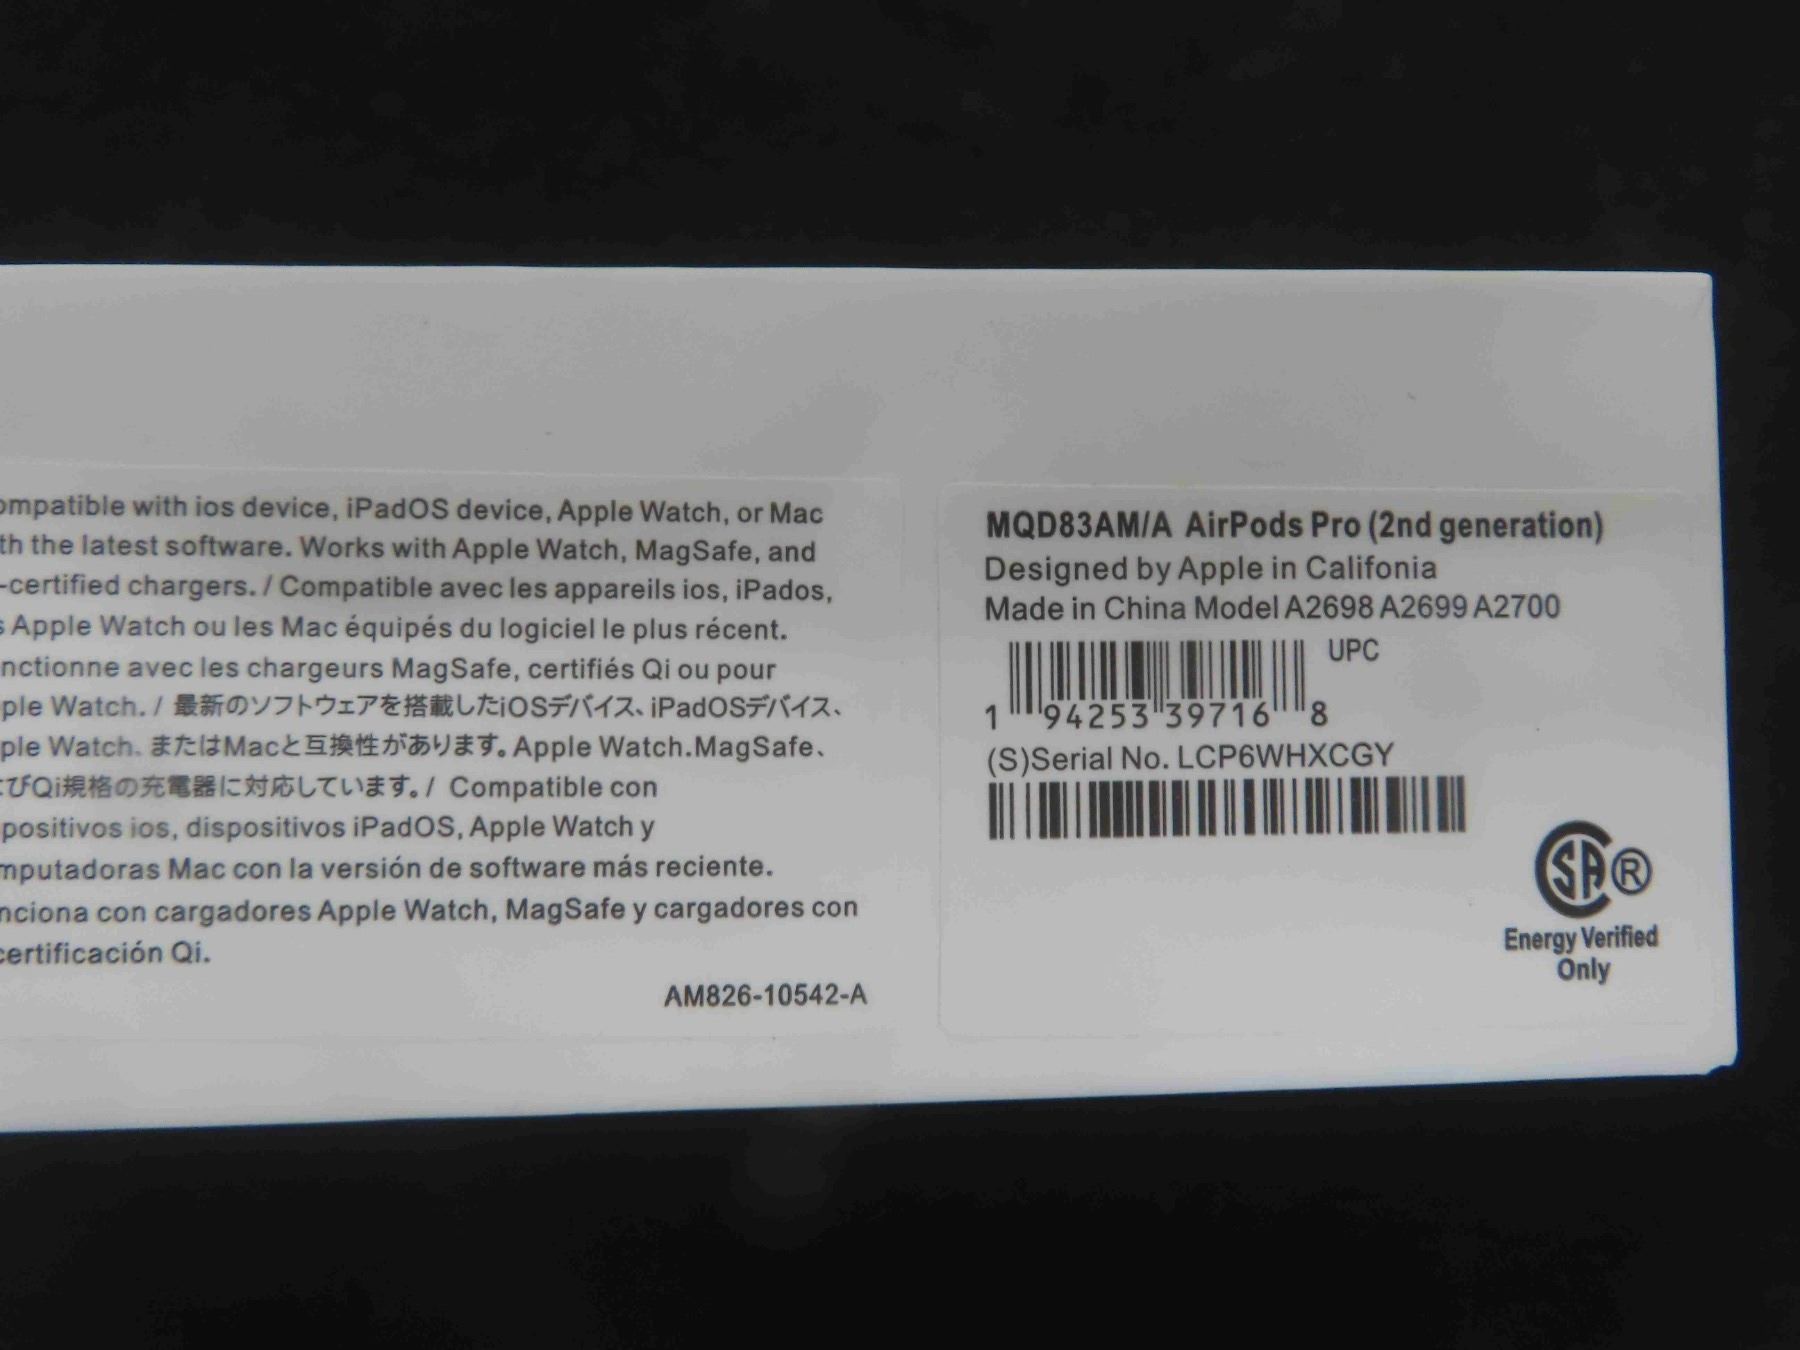 ompatible with ios device, iPadOS device, Apple Watch, or Mac
th the latest software. Works with Apple Watch, MagSafe, and
-certified chargers. / Compatible avec les appareils ios, iPados,
s Apple Watch ou les Mac équipés du logiciel le plus récent.
nctionne avec les chargeurs MagSafe, certifiés Qi ou pour
ple Watch. / 最新のソフトウェアを搭載したiOSデバイス、iPadOSデバイス、
ple Watch. またはMacと互換性があります。Apple Watch.MagSafe、
よびQi規格の充電器に対応しています。/ Compatible con
positivos ios, dispositivos iPadOS, Apple Watch y
mputadoras Mac con la versión de software más reciente.
nciona con cargadores Apple Watch, MagSafe y cargadores con
certificación Qi.
AM826-10542-A
MQD83AM/A AirPods Pro (2nd generation)
Designed by Apple in Califonia
Made in China Model A2698 A2699 A2700
UPC
1 94253 39716 8
(S)Serial No. LCP6WHXCGY
SA ®
Energy Verified
Only